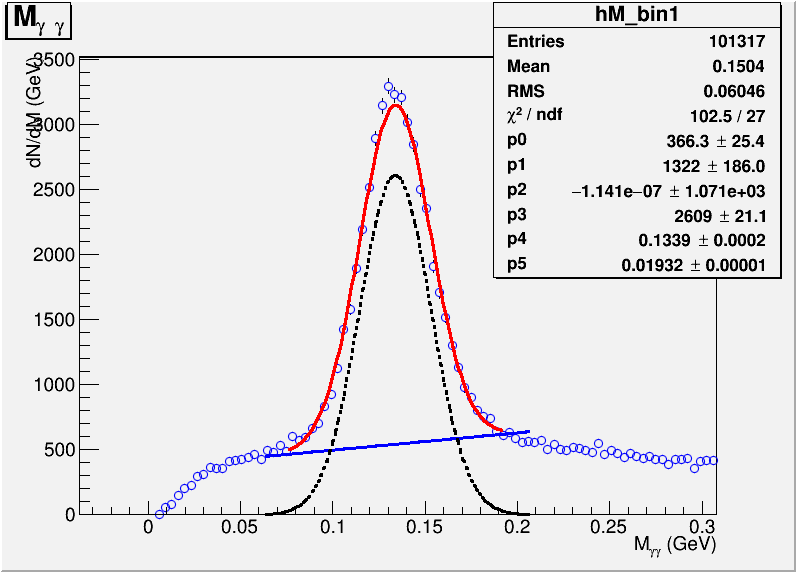 M γ γ
hM_bin1
Entries 101317
Mean 0.1504
RMS 0.06046
χ² / ndf 102.5 / 27
p0 366.3 ± 25.4
p1 1322 ± 186.0
p2 −1.141e−07 ± 1.071e+03
p3 2609 ± 21.1
p4 0.1339 ± 0.0002
p5 0.01932 ± 0.00001
dN/dM (GeV)
3500
3000
2500
2000
1500
1000
500
0
0 0.05 0.1 0.15 0.2 0.25 0.3
M γγ (GeV)